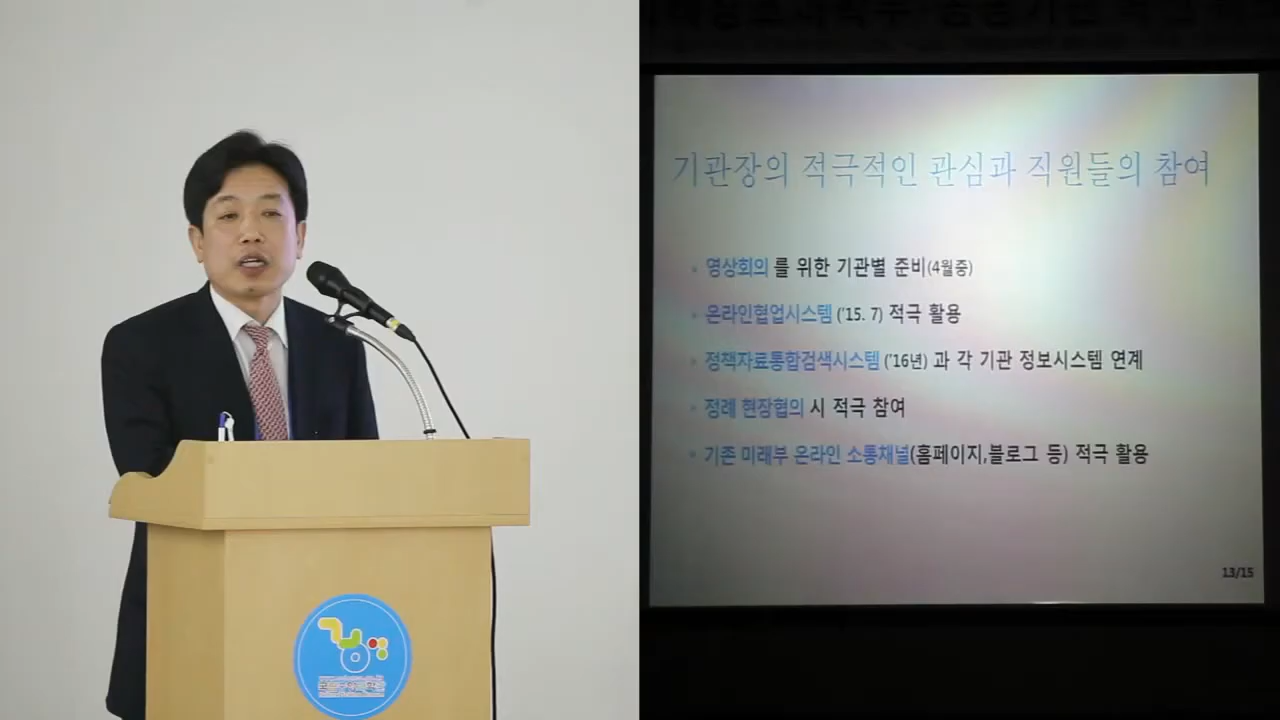 기관장의 적극적인 관심과 직원들의 참여
영상회의 를 위한 기관별 준비(4월중)
온라인협업시스템 ('15. 7) 적극 활용
정책자료통합검색시스템 ('16년) 과 각 기관 정보시스템 연계
정례 현장협의 시 적극 참여
기존 미래부 온라인 소통채널(홈페이지,블로그 등) 적극 활용
13/15